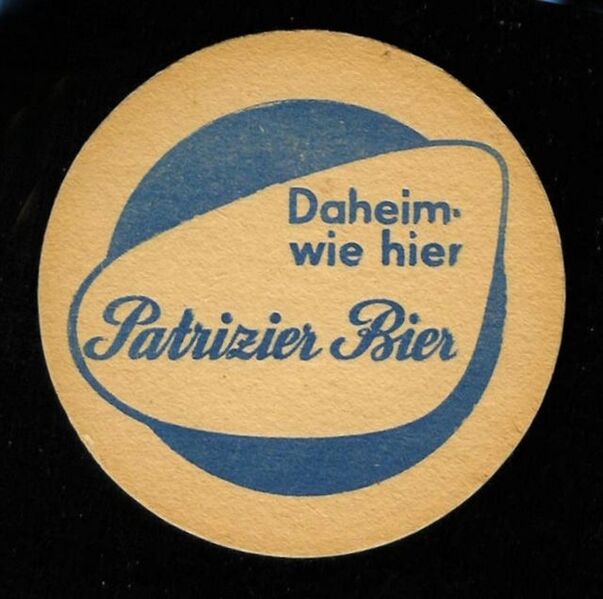 Daheim-
wie hier
Patrizier Bier